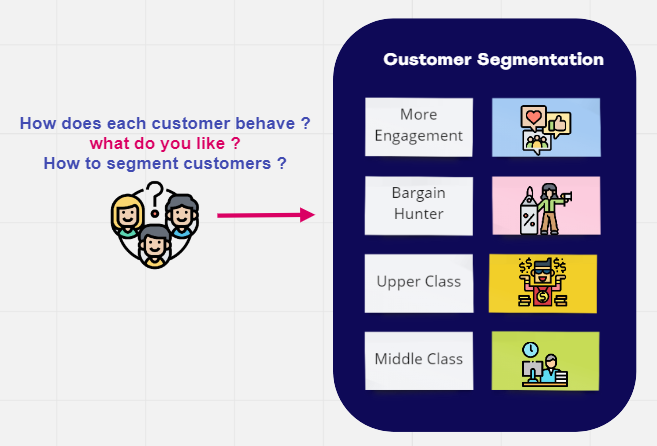 How does each customer behave ?
what do you like ?
How to segment customers ?
Customer Segmentation
More
Engagement
Bargain
Hunter
Upper Class
Middle Class